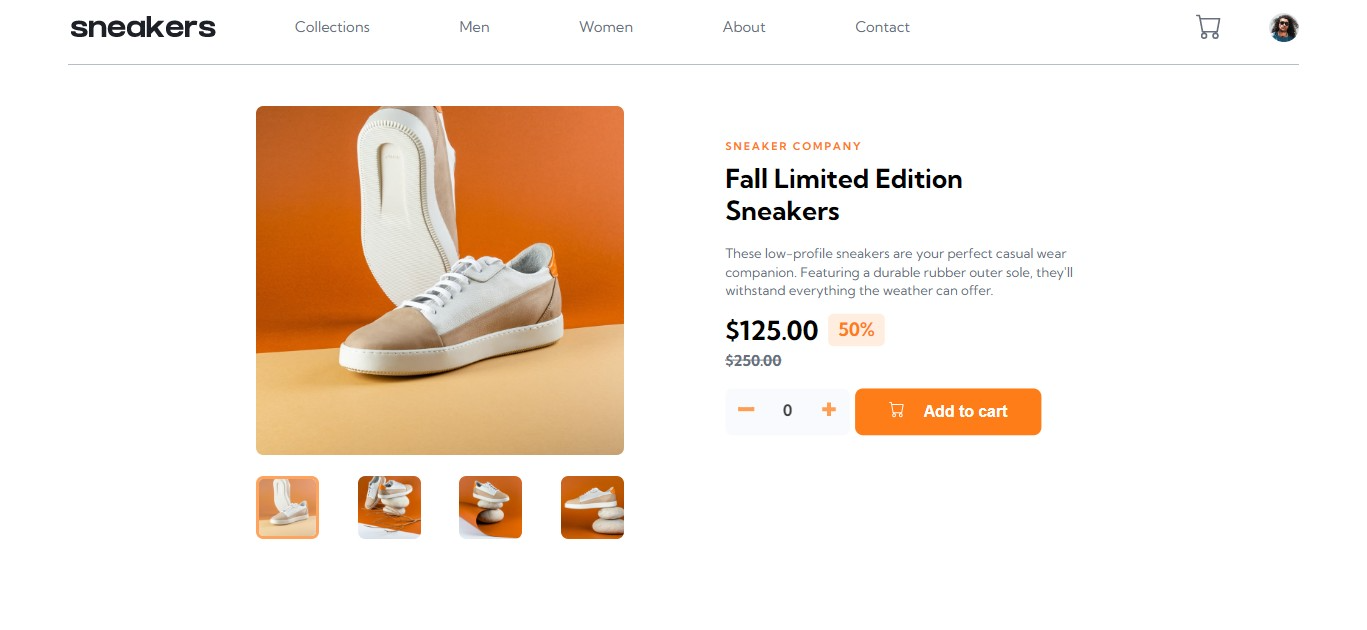 sneakers
Collections
Men
Women
About
Contact
SNEAKER COMPANY
Fall Limited Edition
Sneakers
These low-profile sneakers are your perfect casual wear
companion. Featuring a durable rubber outer sole, they'll
withstand everything the weather can offer.
$125.00 50%
$250.00
0
Add to cart